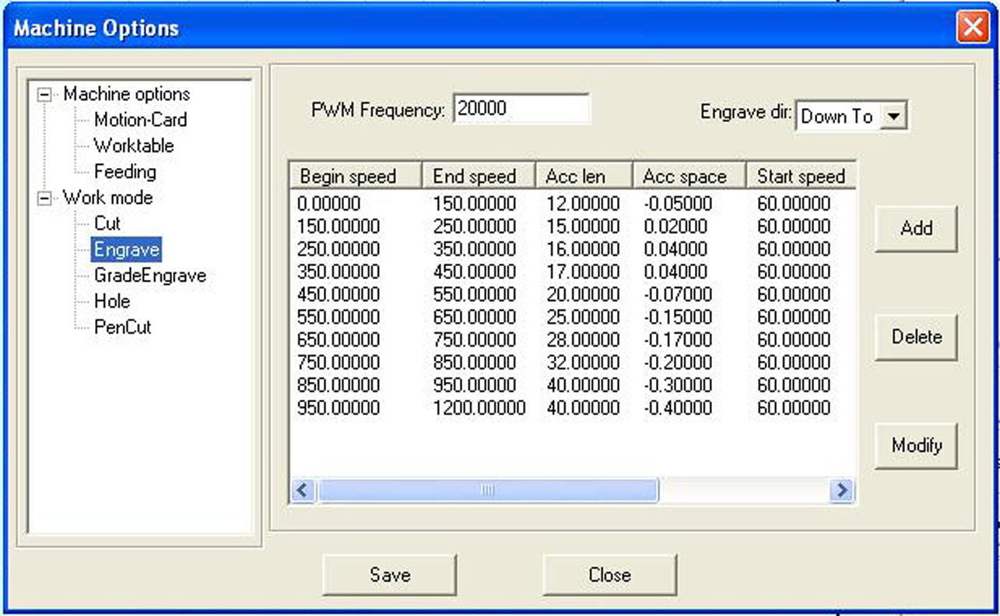 Machine Options
Machine options
Motion-Card
Worktable
Feeding
Work mode
Cut
Engrave
GradeEngrave
Hole
PenCut
PWM Frequency: 20000
Engrave dir: Down To
Begin speed End speed Acc len Acc space Start speed
0.00000 150.00000 12.00000 -0.05000 60.00000
150.00000 250.00000 15.00000 0.02000 60.00000
250.00000 350.00000 16.00000 0.04000 60.00000
350.00000 450.00000 17.00000 0.04000 60.00000
450.00000 550.00000 20.00000 -0.07000 60.00000
550.00000 650.00000 25.00000 -0.15000 60.00000
650.00000 750.00000 28.00000 -0.17000 60.00000
750.00000 850.00000 32.00000 -0.20000 60.00000
850.00000 950.00000 40.00000 -0.30000 60.00000
950.00000 1200.00000 40.00000 -0.40000 60.00000
Add
Delete
Modify
Save
Close